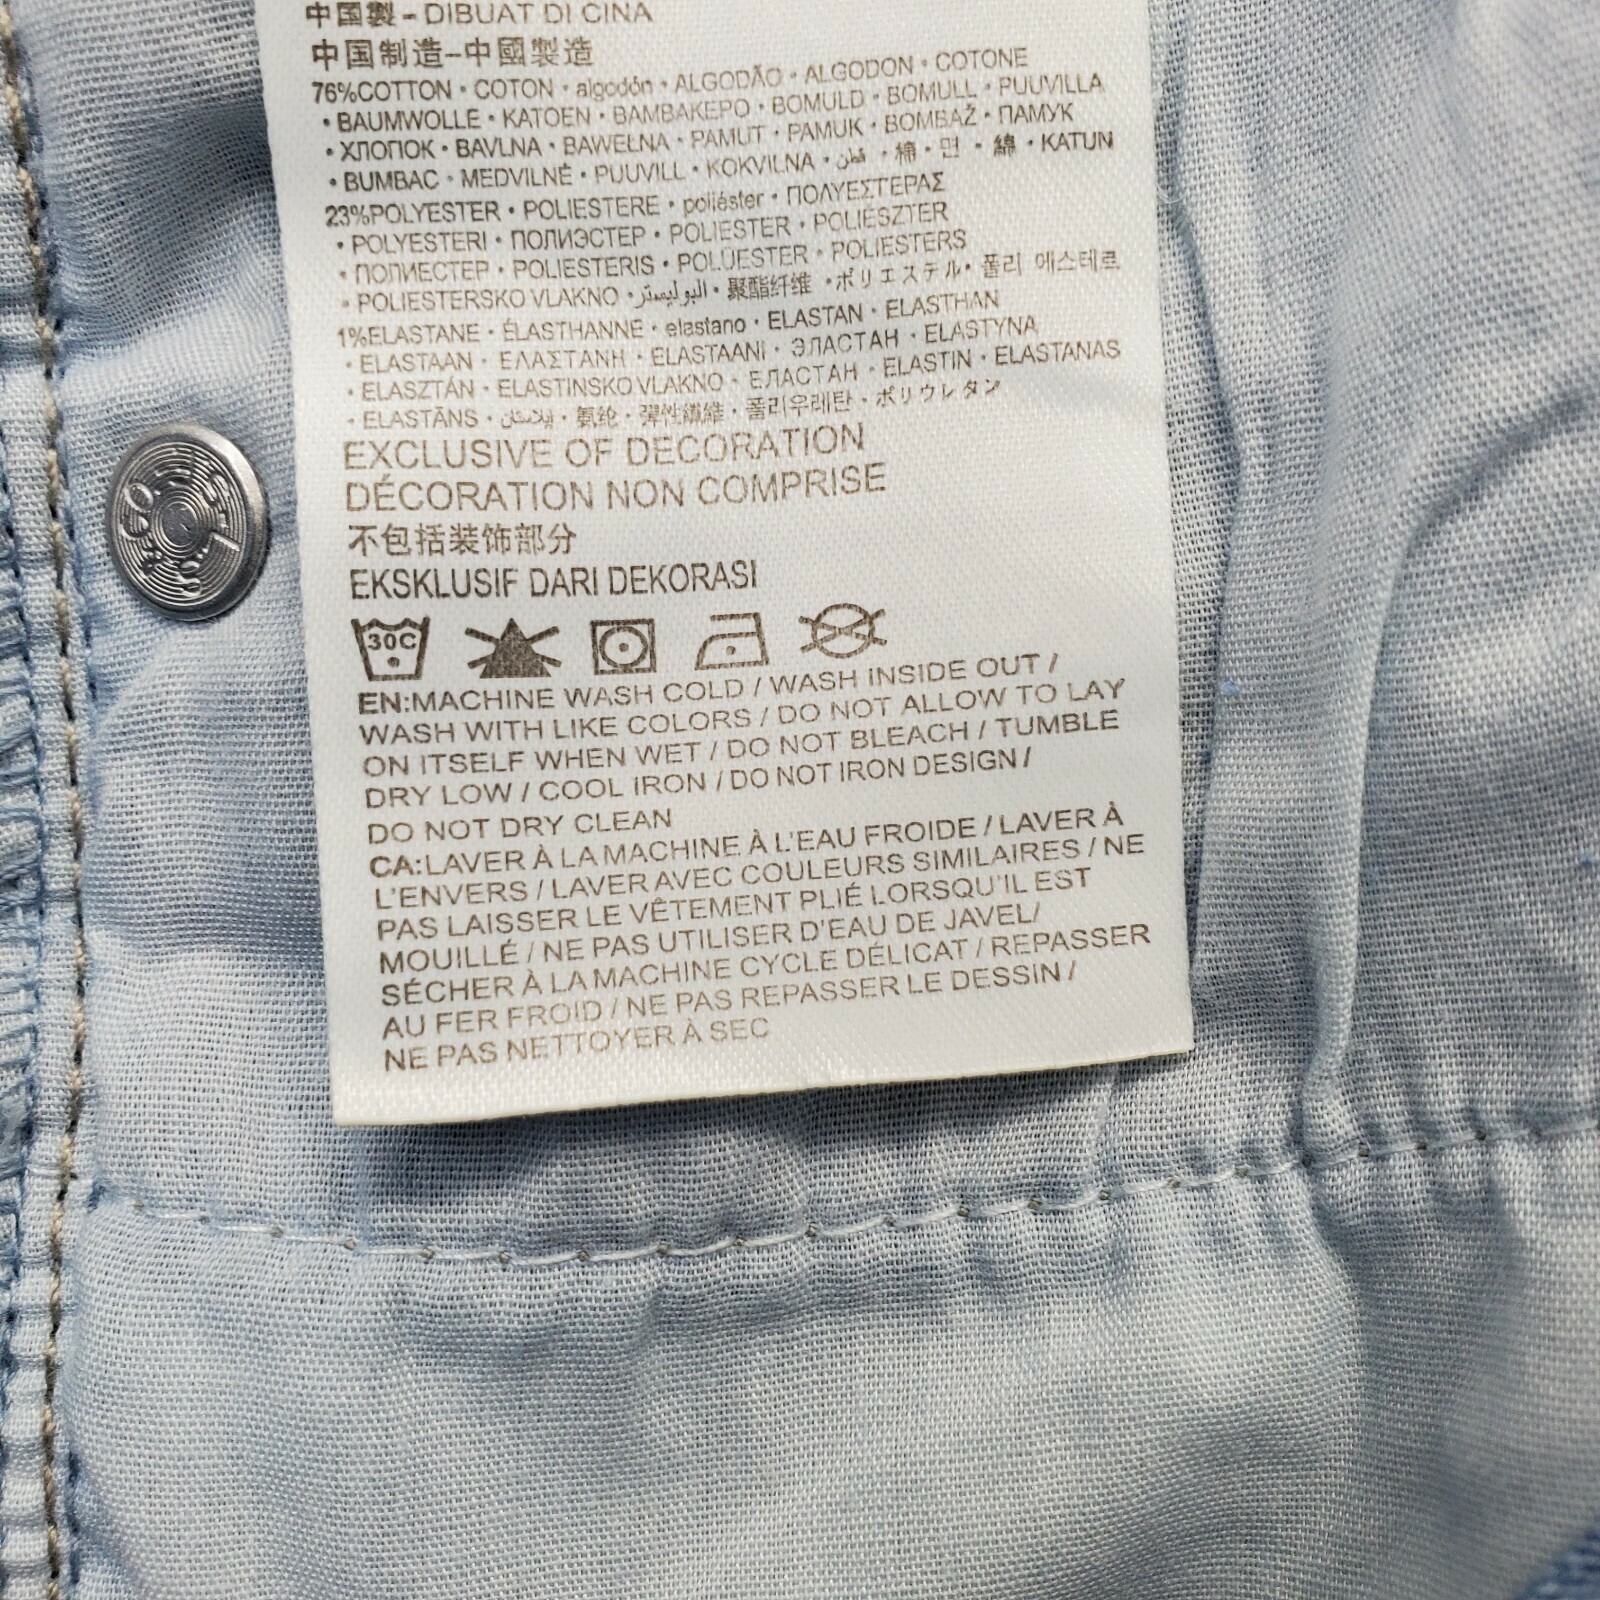 中国製 - DIBUAT DI CINA
中国制造-中國製造
76%COTTON · COTON · algodón · ALGODÃO · ALGODON · COTONE
· BAUMWOLLE · KATOEN · ΒΑΜΒΑΚΕΡΟ · BOMULD · BOMULL · PUUVILLA
· ХЛОПОК · BAVLNA · BAWEŁNA · PAMUT · PAMUK · BOMBAŽ · ПАМУК
· BUMBAC · MEDVILNĖ · PUUVILL · KOKVILNA · قطن · 棉 · 면 · 綿 · KATUN
23%POLYESTER · POLIESTERE · poliéster · ΠΟΛΥΕΣΤΕΡΑΣ
· POLYESTERI · ПОЛИЭСТЕР · POLIESTER · POLIÉSZTER
· ПОЛИЕСТЕР · POLIESTERIS · POLÜESTER · POLIESTERS
· POLIESTERSKO VLAKNO · البوليستر · 聚酯纤维 · ポリエステル · 폴리 에스테르
1%ELASTANE · ÉLASTHANNE · elastano · ELASTAN · ELASTHAN
· ELASTAAN · ΕΛΑΣΤΑΝΗ · ELASTAANI · ЭЛАСТАН · ELASTYNA
· ELASZTÁN · ELASTINSKO VLAKNO · ЕЛАСТАН · ELASTIN · ELASTANAS
· ELASTĀNS · إيلاستان · 氨纶 · 彈性纖維 · 폴리우레탄 · ポリウレタン
EXCLUSIVE OF DECORATION
DÉCORATION NON COMPRISE
不包括装饰部分
EKSKLUSIF DARI DEKORASI
30C
EN:MACHINE WASH COLD / WASH INSIDE OUT /
WASH WITH LIKE COLORS / DO NOT ALLOW TO LAY
ON ITSELF WHEN WET / DO NOT BLEACH / TUMBLE
DRY LOW / COOL IRON / DO NOT IRON DESIGN /
DO NOT DRY CLEAN
CA:LAVER À LA MACHINE À L'EAU FROIDE / LAVER À
L'ENVERS / LAVER AVEC COULEURS SIMILAIRES / NE
PAS LAISSER LE VÊTEMENT PLIÉ LORSQU'IL EST
MOUILLÉ / NE PAS UTILISER D'EAU DE JAVEL/
SÉCHER À LA MACHINE CYCLE DÉLICAT / REPASSER
AU FER FROID / NE PAS REPASSER LE DESSIN /
NE PAS NETTOYER À SEC